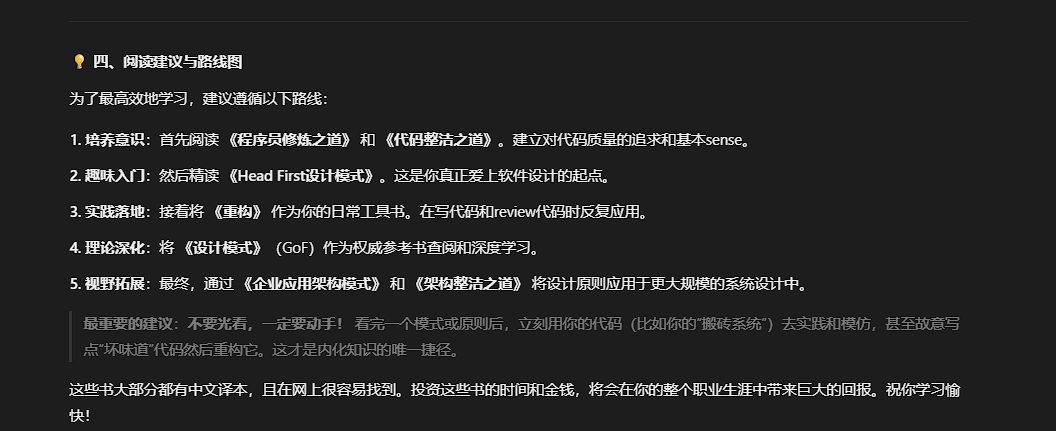 💡 四、阅读建议与路线图
为了最高效地学习，建议遵循以下路线：
1. 培养意识：首先阅读 《程序员修炼之道》 和 《代码整洁之道》。建立对代码质量的追求和基本sense。
2. 趣味入门：然后精读 《Head First设计模式》。这是你真正爱上软件设计的起点。
3. 实践落地：接着将 《重构》 作为你的日常工具书。在写代码和review代码时反复应用。
4. 理论深化：将 《设计模式》（GoF）作为权威参考书查阅和深度学习。
5. 视野拓展：最终，通过 《企业应用架构模式》 和 《架构整洁之道》 将设计原则应用于更大规模的系统设计中。
最重要的建议：不要光看，一定要动手！ 看完一个模式或原则后，立刻用你的代码（比如你的“搬砖系统”）去实践和模仿，甚至故意写
点“坏味道”代码然后重构它。这才是内化知识的唯一捷径。
这些书大部分都有中文译本，且在网上很容易找到。投资这些书的时间和金钱，将会在你的整个职业生涯中带来巨大的回报。祝你学习愉
快！